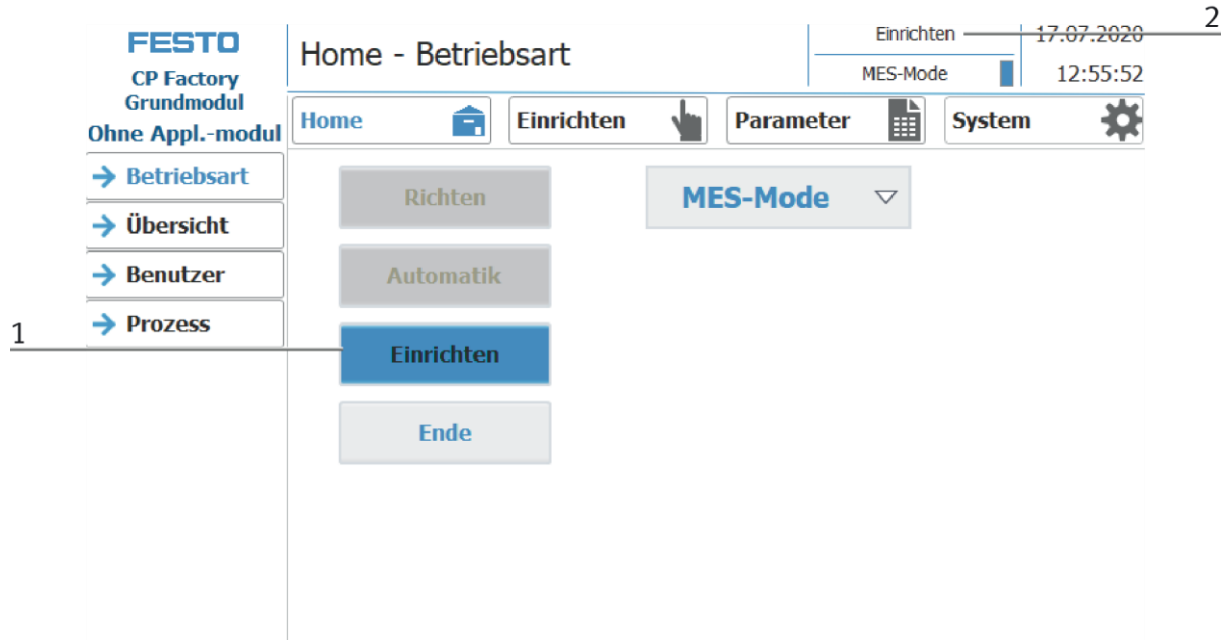 2
FESTO
CP Factory
Grundmodul
Ohne Appl.-modul
Home - Betriebsart
Einrichten
MES-Mode
17.07.2020
12:55:52
Home
Einrichten
Parameter
System
Betriebsart
Übersicht
Benutzer
Prozess
1
Richten
MES-Mode
Automatik
Einrichten
Ende